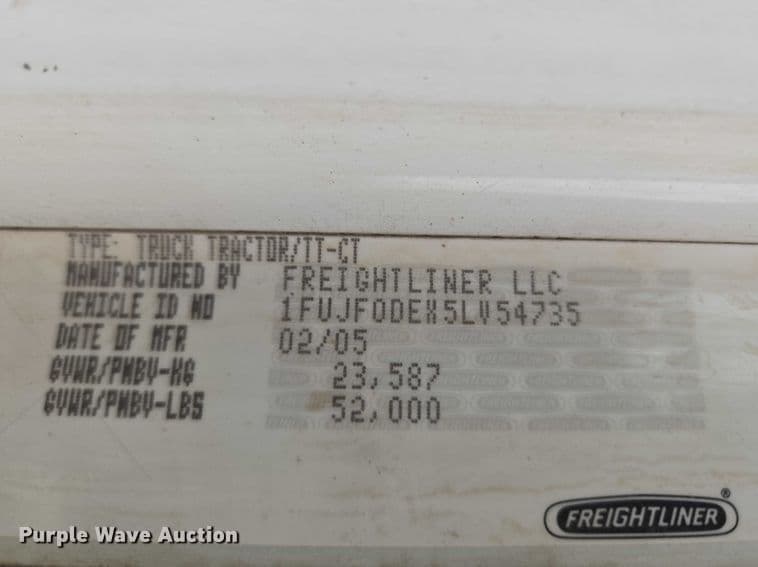 TYPE: TRUCK TRACTOR/TT-CT
MANUFACTURED BY FREIGHTLINER LLC
VEHICLE ID NO 1FUJF0DEX5LV54735
DATE OF MFR 02/05
GVWR/PNBV-KG 23,587
GVWR/PNBV-LBS 52,000
FREIGHTLINER®
Purple Wave Auction